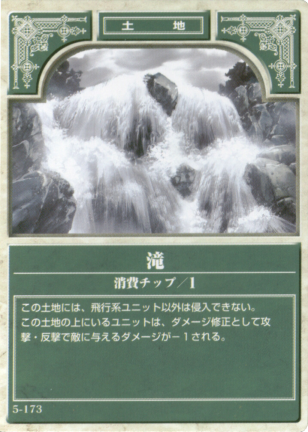 土地
滝
消費チップ／1
この土地には、飛行系ユニット以外は侵入できない。
この土地の上にいるユニットは、ダメージ修正として攻
撃・反撃で敵に与えるダメージが－1される。
5-173